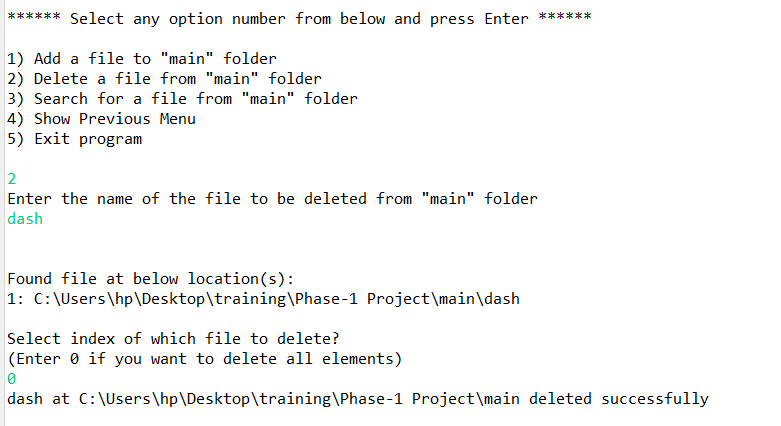 ****** Select any option number from below and press Enter ******
1) Add a file to "main" folder
2) Delete a file from "main" folder
3) Search for a file from "main" folder
4) Show Previous Menu
5) Exit program
2
Enter the name of the file to be deleted from "main" folder
dash
Found file at below location(s):
1: C:\Users\hp\Desktop\training\Phase-1 Project\main\dash
Select index of which file to delete?
(Enter 0 if you want to delete all elements)
0
dash at C:\Users\hp\Desktop\training\Phase-1 Project\main deleted successfully